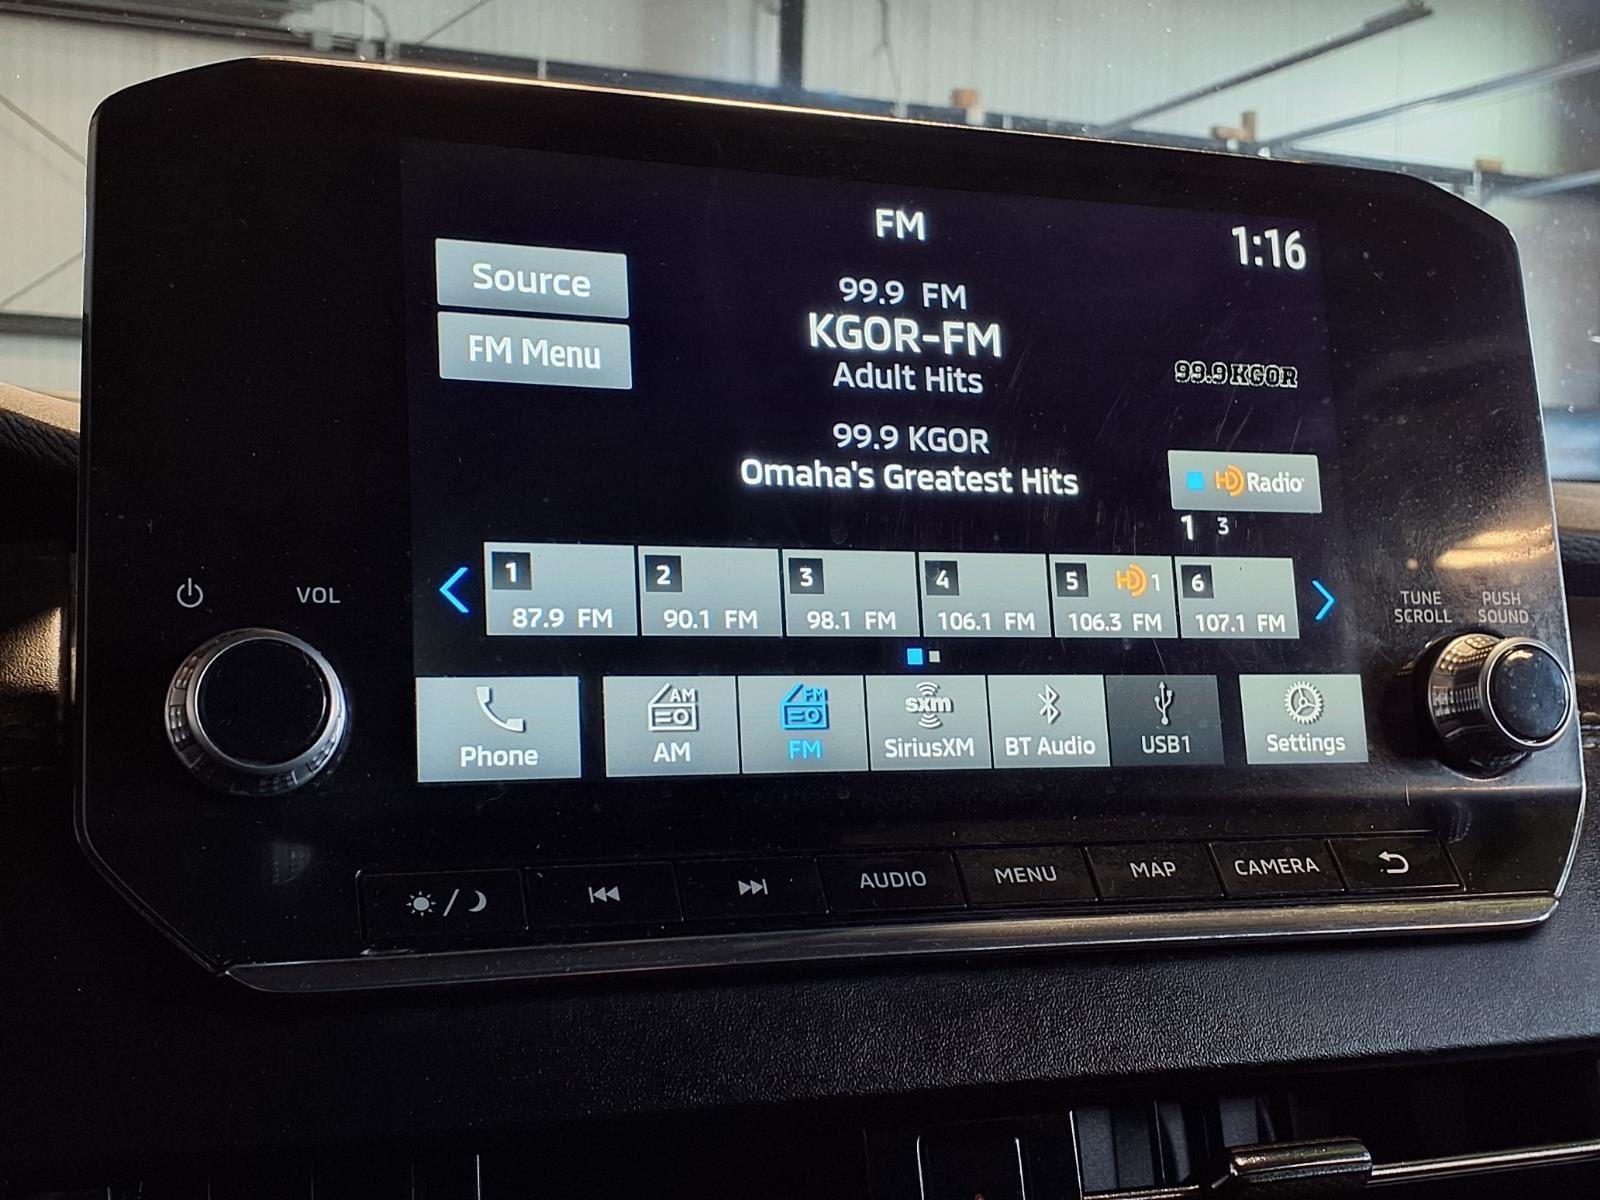 FM
1:16
Source
FM Menu
99.9 FM
KGOR-FM
Adult Hits
99.9 KGOR
99.9 KGOR
Omaha's Greatest Hits
HD Radio
1 3
1
87.9 FM
2
90.1 FM
3
98.1 FM
4
106.1 FM
5 HD 1
106.3 FM
6
107.1 FM
VOL
TUNE
SCROLL
PUSH
SOUND
Phone
AM
AM
FM
FM
sxm
SiriusXM
BT Audio
USB1
Settings
AUDIO
MENU
MAP
CAMERA